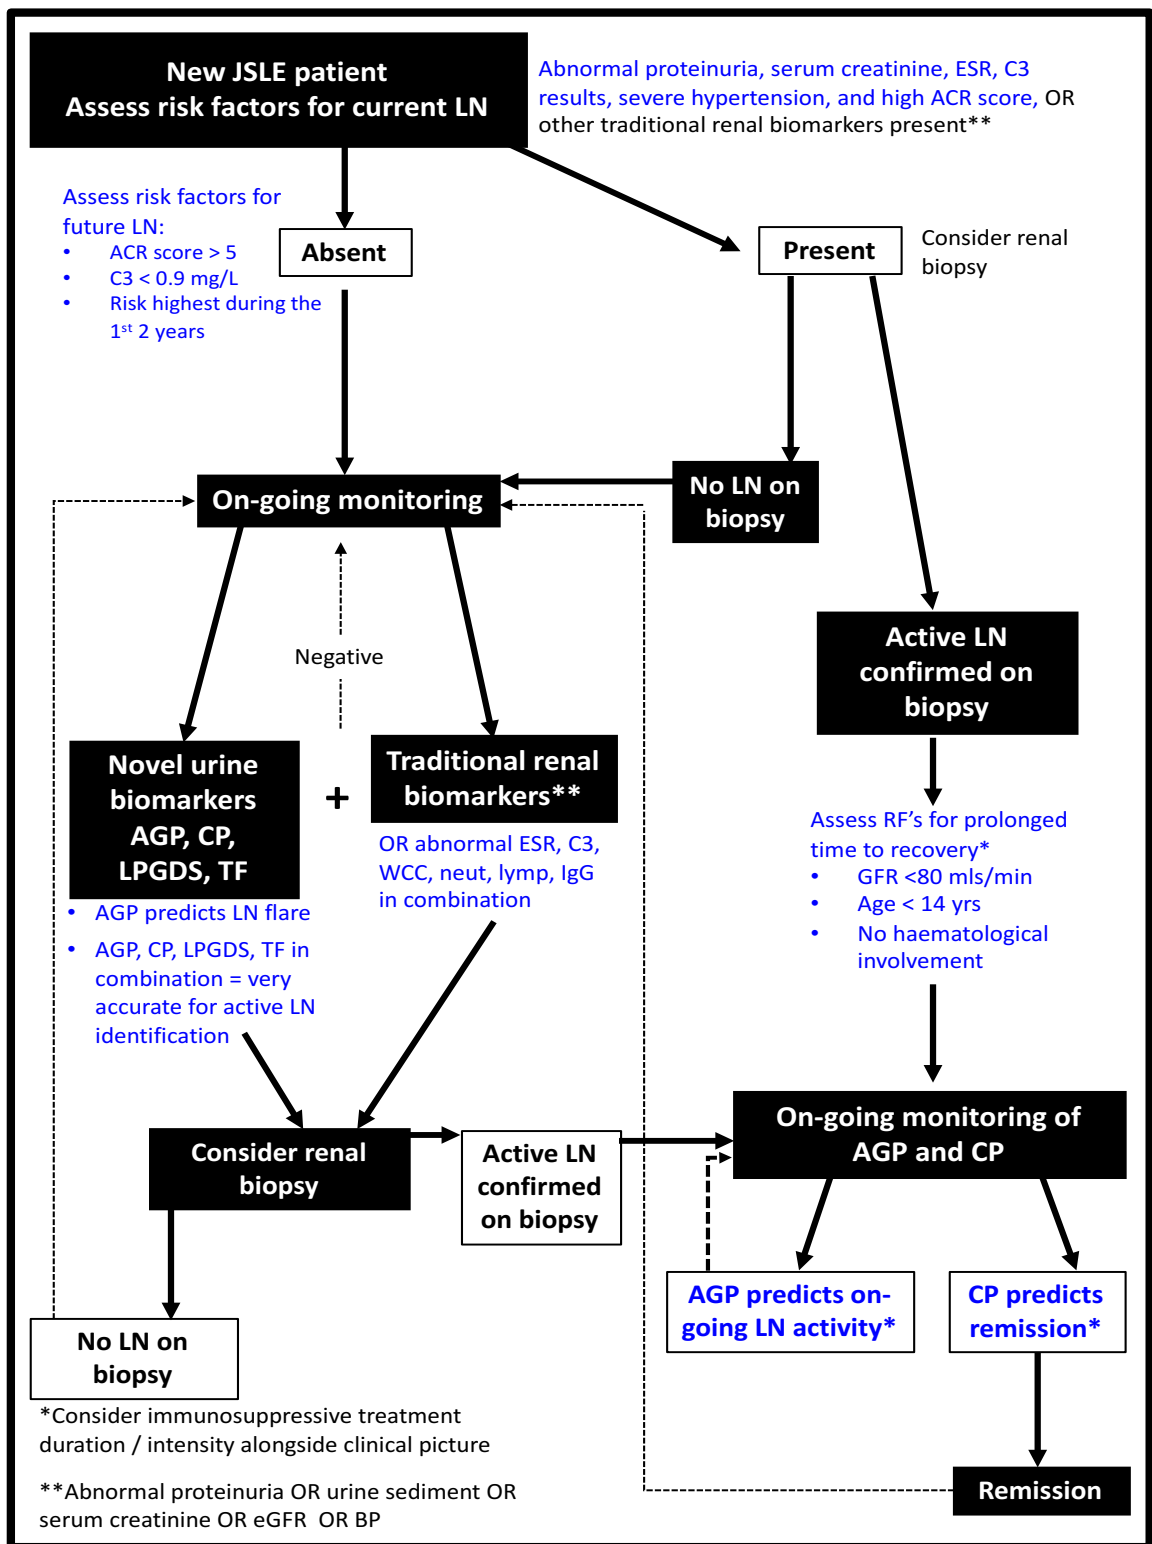 New JSLE patient
Assess risk factors for current LN
Abnormal proteinuria, serum creatinine, ESR, C3
results, severe hypertension, and high ACR score, OR
other traditional renal biomarkers present**
Assess risk factors for
future LN:
• ACR score > 5
• C3 < 0.9 mg/L
• Risk highest during the
1st 2 years
Absent
Present
Consider renal
biopsy
On-going monitoring
No LN on
biopsy
Negative
Active LN
confirmed on
biopsy
Novel urine
biomarkers
AGP, CP,
LPGDS, TF
+
Traditional renal
biomarkers**
• AGP predicts LN flare
• AGP, CP, LPGDS, TF in
combination = very
accurate for active LN
identification
OR abnormal ESR, C3,
WCC, neut, lymp, IgG
in combination
Assess RF's for prolonged
time to recovery*
• GFR <80 mls/min
• Age < 14 yrs
• No haematological
involvement
Consider renal
biopsy
Active LN
confirmed
on biopsy
On-going monitoring of
AGP and CP
No LN on
biopsy
AGP predicts on-
going LN activity*
CP predicts
remission*
Remission
*Consider immunosuppressive treatment
duration / intensity alongside clinical picture
**Abnormal proteinuria OR urine sediment OR
serum creatinine OR eGFR OR BP